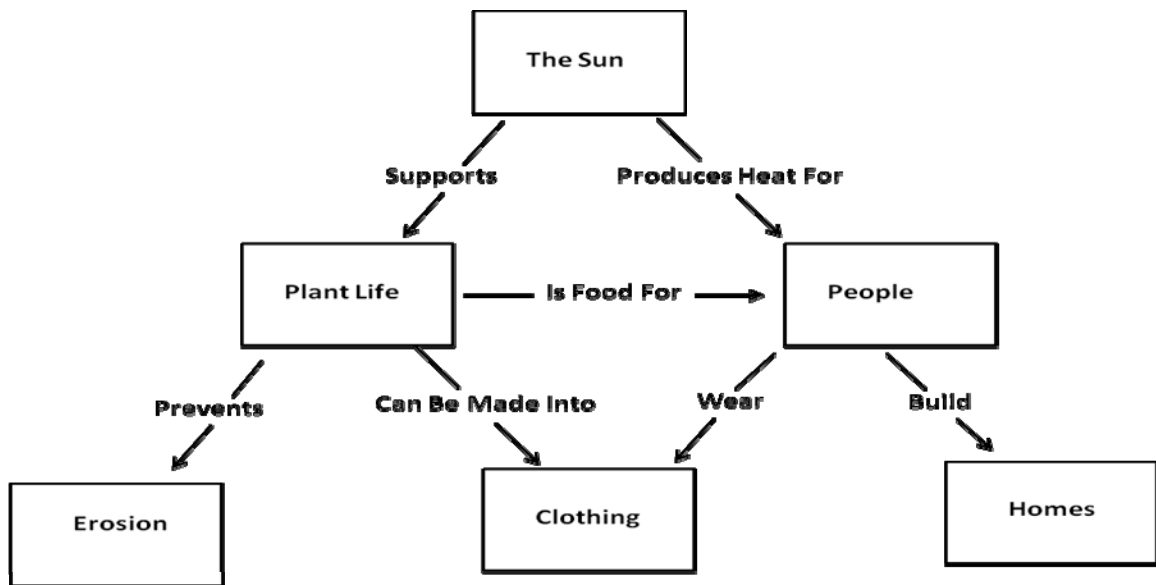 The Sun
Supports
Produces Heat For
Plant Life
Is Food For
People
Prevents
Can Be Made Into
Wear
Build
Erosion
Clothing
Homes